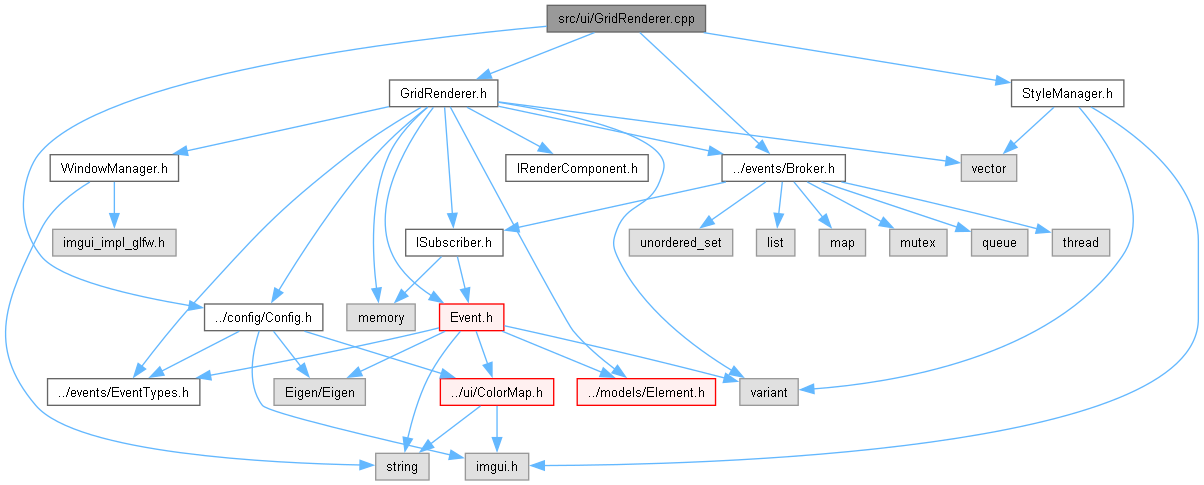 src/ui/GridRenderer.cpp
GridRenderer.h
StyleManager.h
WindowManager.h
IRenderComponent.h
../events/Broker.h
vector
imgui_impl_glfw.h
ISubscriber.h
unordered_set
list
map
mutex
queue
thread
../config/Config.h
memory
Event.h
../events/EventTypes.h
Eigen/Eigen
../ui/ColorMap.h
../models/Element.h
variant
string
imgui.h